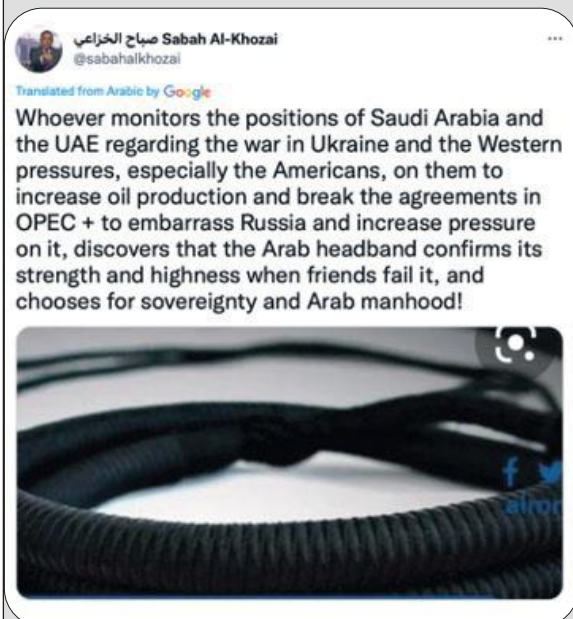 صباح الخزاعي Sabah Al-Khozai
@sabahalkhozai
Translated from Arabic by Google
Whoever monitors the positions of Saudi Arabia and
the UAE regarding the war in Ukraine and the Western
pressures, especially the Americans, on them to
increase oil production and break the agreements in
OPEC + to embarrass Russia and increase pressure
on it, discovers that the Arab headband confirms its
strength and highness when friends fail it, and
chooses for sovereignty and Arab manhood!